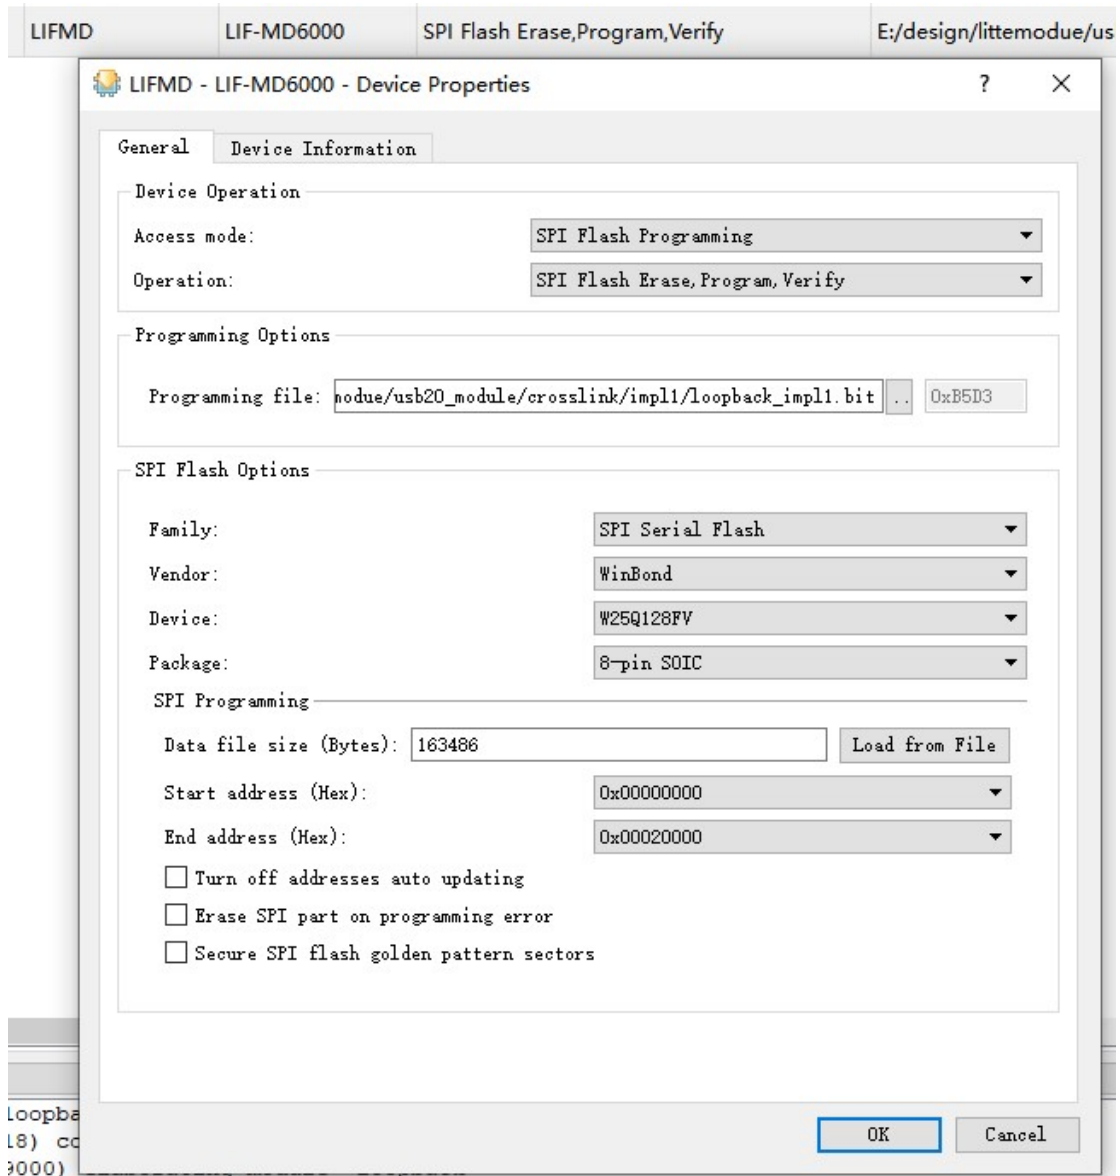 LIFMD LIF-MD6000 SPI Flash Erase,Program,Verify E:/design/littemodue/us
LIFMD - LIF-MD6000 - Device Properties ? ×
General Device Information
Device Operation
Access mode: SPI Flash Programming
Operation: SPI Flash Erase,Program,Verify
Programming Options
Programming file: nodue/usb20_module/crosslink/impl1/loopback_impl1.bit .. 0xB5D3
SPI Flash Options
Family: SPI Serial Flash
Vendor: WinBond
Device: W25Q128FV
Package: 8-pin SOIC
SPI Programming
Data file size (Bytes): 163486 Load from File
Start address (Hex): 0x00000000
End address (Hex): 0x00020000
Turn off addresses auto updating
Erase SPI part on programming error
Secure SPI flash golden pattern sectors
loopba
18) co
OK Cancel
9000)